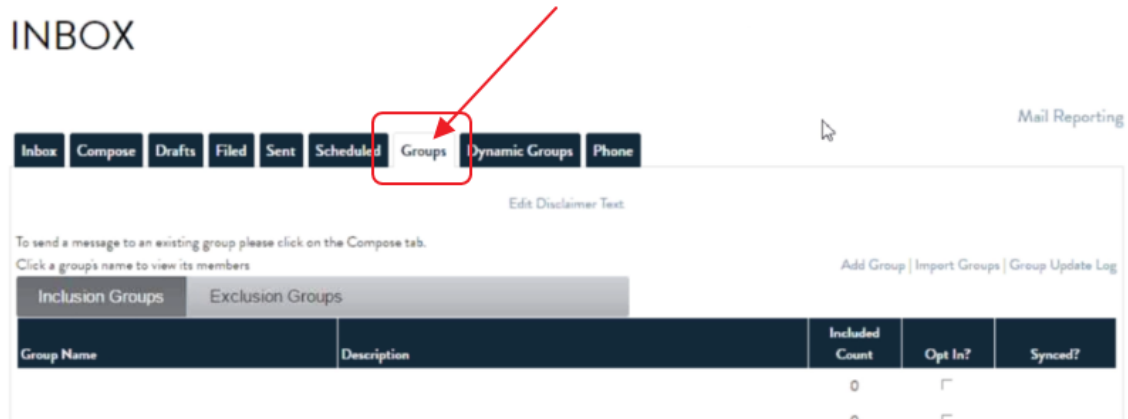 INBOX
Mail Reporting
Inbox Compose Drafts Filed Sent Scheduled Groups Dynamic Groups Phone
Edit Disclaimer Text
To send a message to an existing group please click on the Compose tab.
Click a group's name to view its members
Add Group | Import Groups | Group Update Log
Inclusion Groups Exclusion Groups
Group Name Description Included Count Opt In? Synced?
0